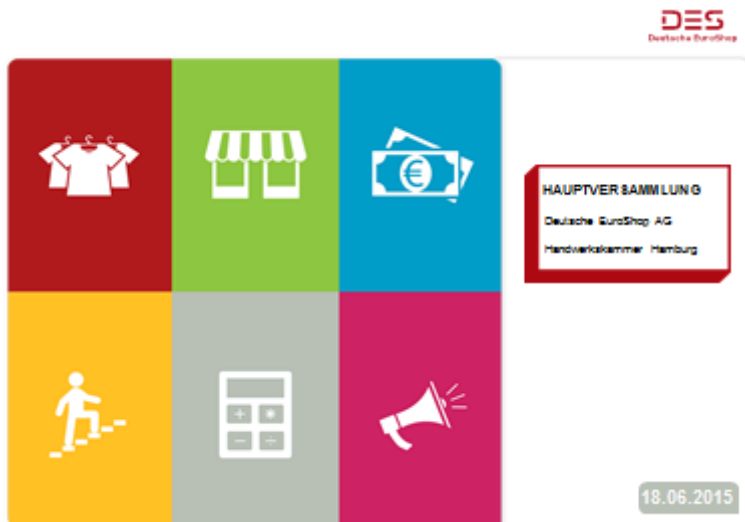 DES
Deutsche EuroShop
HAUPTVERSAMMLUNG
Deutsche EuroShop AG
Handwerkskammer Hamburg
18.06.2015